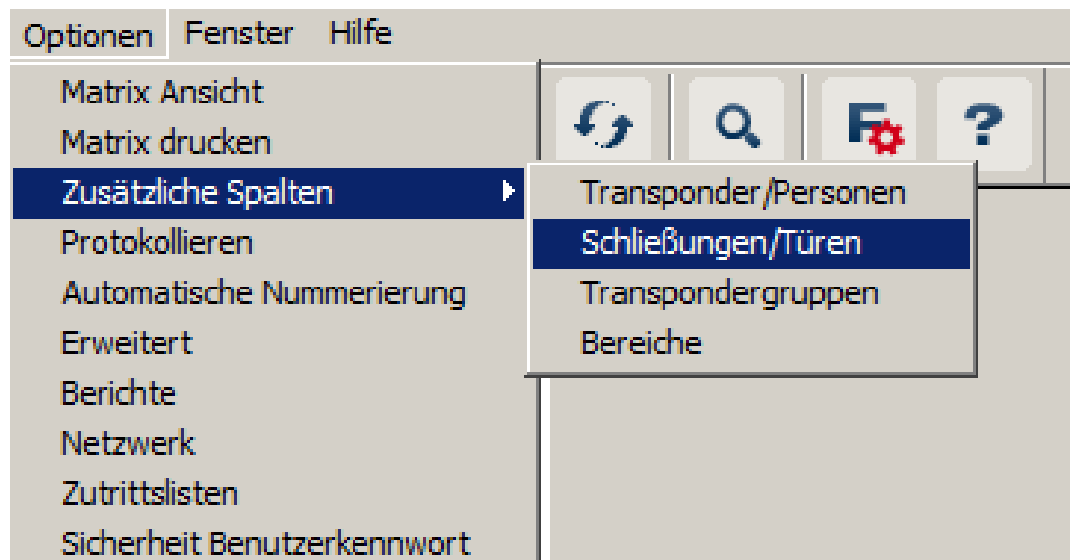 Optionen Fenster Hilfe
Matrix Ansicht
Matrix drucken
Zusätzliche Spalten
Protokollieren
Automatische Nummerierung
Erweitert
Berichte
Netzwerk
Zutrittslisten
Sicherheit Benutzerkennwort
F ?
Transponder/Personen
Schließungen/Türen
Transpondergruppen
Bereiche